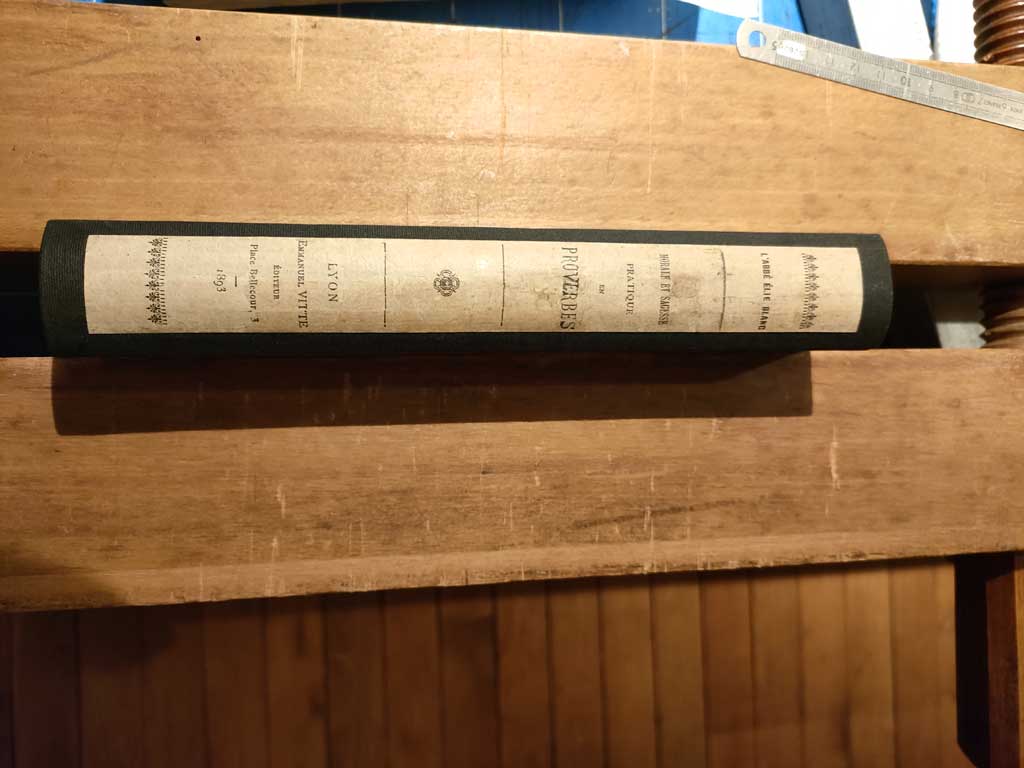 L'ABBÉ ÉLIE BLANC
MORALE ET SAGESSE
PRATIQUE
EN
PROVERBES
LYON
EMMANUEL VITTE
ÉDITEUR
Place Bellecour, 3
1893